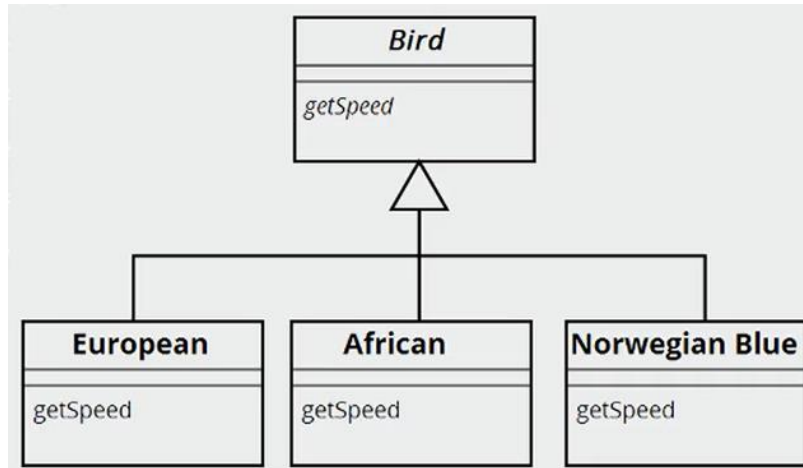 Bird
getSpeed
European
African
Norwegian Blue
getSpeed
getSpeed
getSpeed